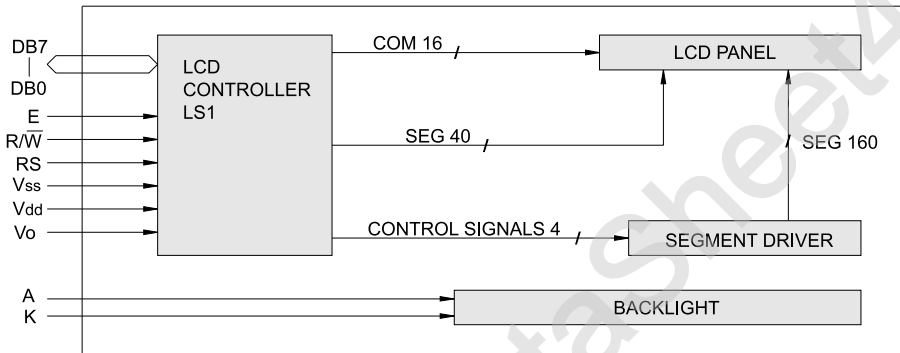 DB7
DB0
E
R/W
RS
Vss
Vdd
Vo
A
K
LCD
CONTROLLER
LS1
COM 16
SEG 40
CONTROL SIGNALS 4
LCD PANEL
SEG 160
SEGMENT DRIVER
BACKLIGHT
taSheet4